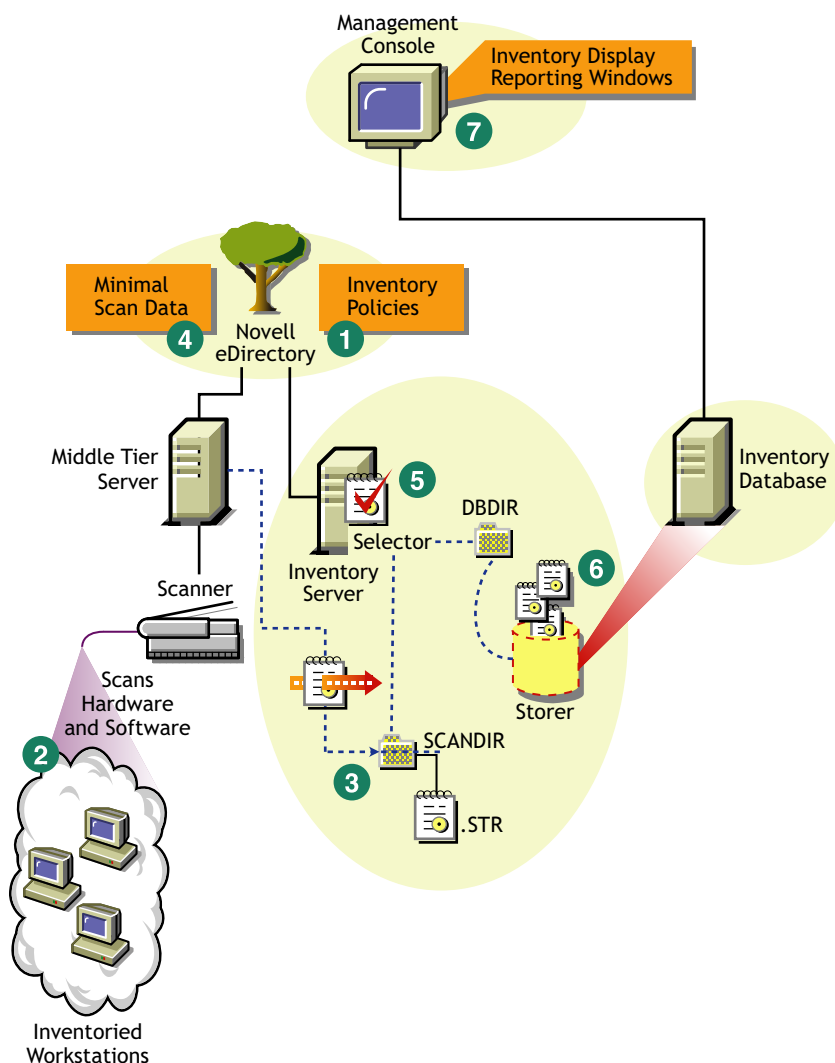 Management
Console
Inventory Display
Reporting Windows
7
Minimal
Scan Data
4
Inventory
Policies
1
Novell
eDirectory
Middle Tier
Server
5
Selector
Inventory
Server
DBDIR
6
Inventory
Database
Scanner
Scans
Hardware
and Software
2
Storer
SCANDIR
3
.STR
Inventoried
Workstations